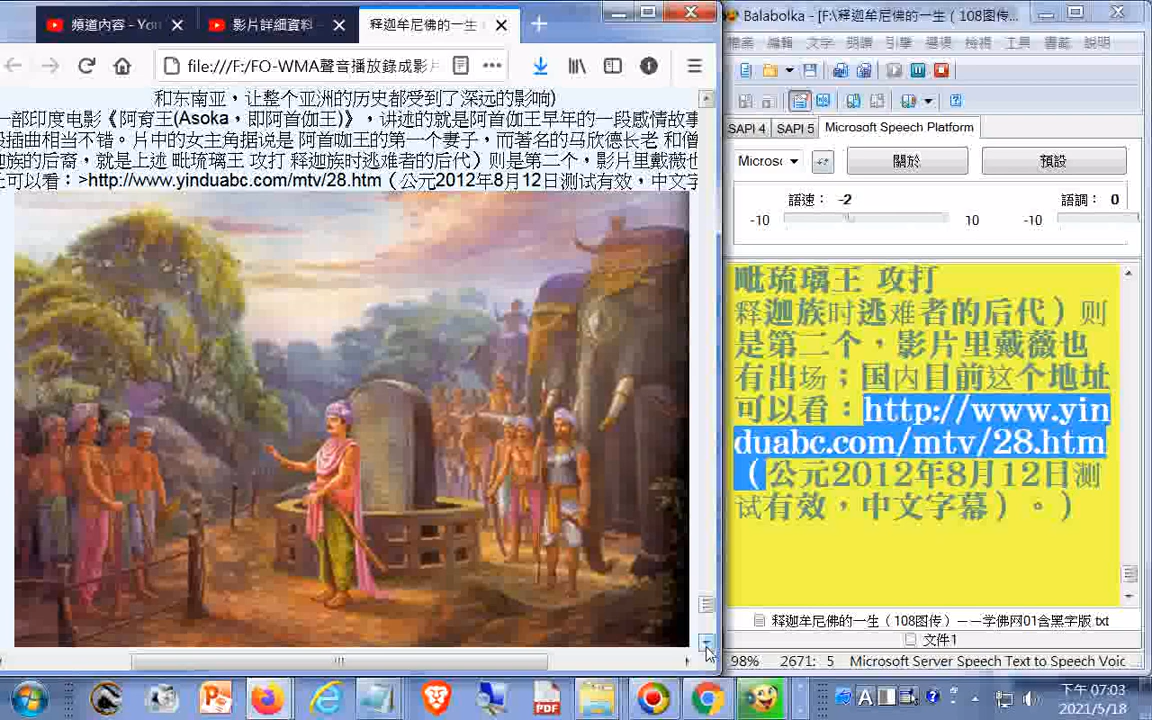 頻道內容 - You
影片詳細資料 -
釋迦牟尼佛的一生
file:///F:/FO-WMA聲音播放錄成影片
和东南亚，让整个亚洲的历史都受到了深远的影响)
一部印度电影《阿育王(Asoka，即阿首伽王)》，讲述的就是阿首伽王早年的一段感情故事
插曲相当不错。片中的女主角据说是 阿首咖王的第一个妻子，而著名的马欣德长老 和僧
迦族的后裔，就是上述 毗琉璃王 攻打 释迦族时逃难者的后代）则是第二个，影片里戴薇也
可以看：>http://www.yinduabc.com/mtv/28.htm（公元2012年8月12日测试有效，中文字
Balabolka - [F:\释迦牟尼佛的一生（108图传）...
檔案 編輯 文字 朗讀 引擎 選項 檢視 工具 書籤 說明
SAPI 4 SAPI 5 Microsoft Speech Platform
Microsc 關於 預設
語速： -2 語調： 0
-10 10 -10
毗琉璃王 攻打
释迦族时逃难者的后代）则
是第二个，影片里戴薇也
有出场；国内目前这个地址
可以看：http://www.yin
duabc.com/mtv/28.htm
（公元2012年8月12日测
试有效，中文字幕）。）
释迦牟尼佛的一生（108图传）——学佛网01含黑字版.txt
文件1
98% 2671: 5 Microsoft Server Speech Text to Speech Voic
下午 07:03
2021/5/18